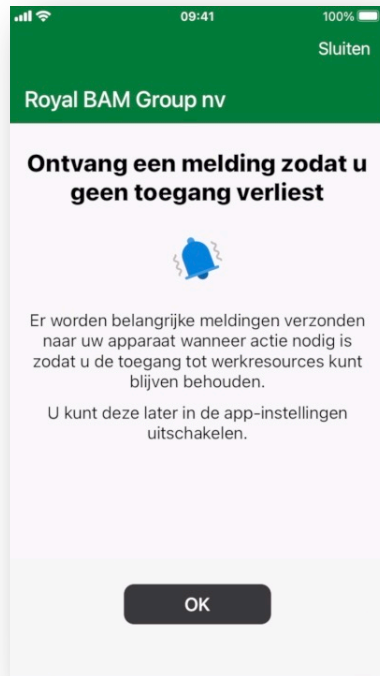 09:41
100%
Sluiten
Royal BAM Group nv
Ontvang een melding zodat u
geen toegang verliest
Er worden belangrijke meldingen verzonden
naar uw apparaat wanneer actie nodig is
zodat u de toegang tot werkresources kunt
blijven behouden.
U kunt deze later in de app-instellingen
uitschakelen.
OK